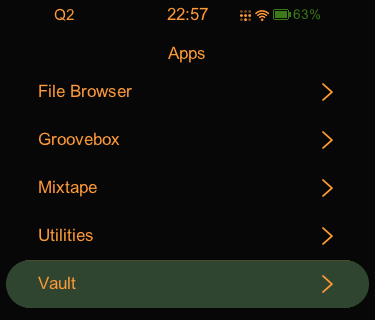 Q2 22:57 63%
Apps
File Browser
Groovebox
Mixtape
Utilities
Vault